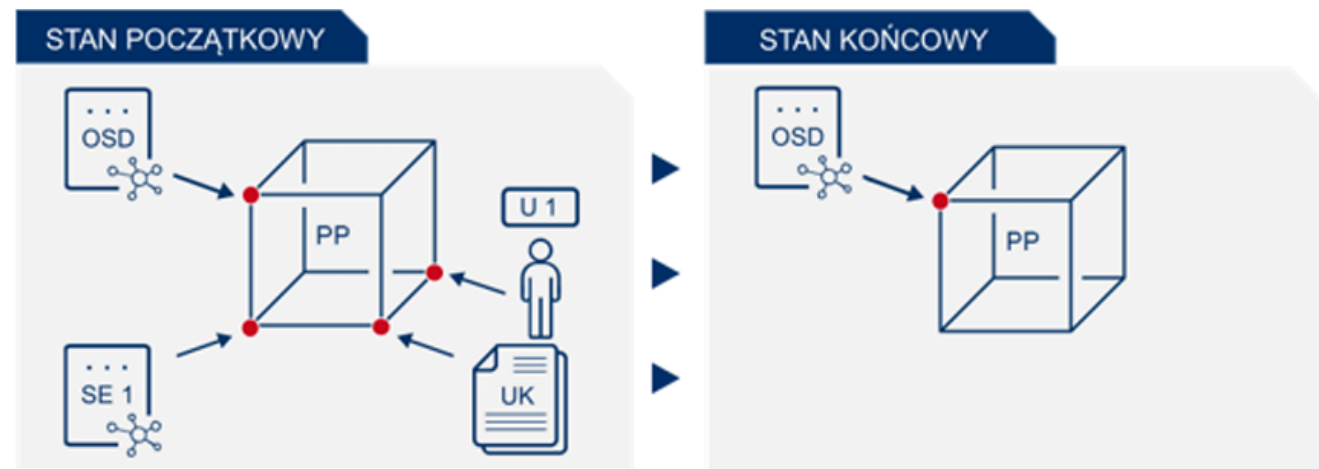 STAN POCZĄTKOWY
OSD
PP
U 1
SE 1
UK
STAN KOŃCOWY
OSD
PP